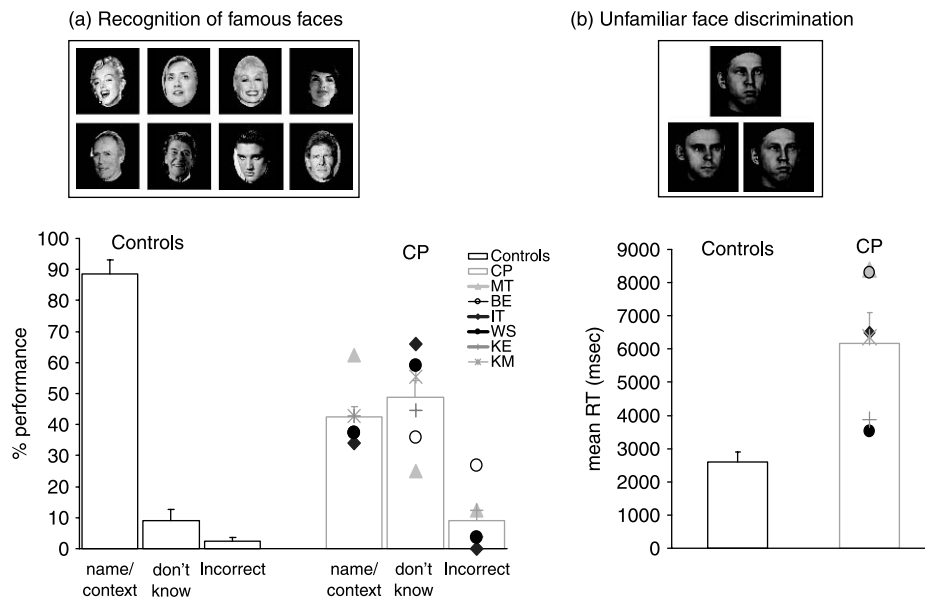 (a) Recognition of famous faces
(b) Unfamiliar face discrimination
Controls
CP
% performance
100
90
80
70
60
50
40
30
20
10
0
name/
context
don't
know
Incorrect
name/
context
don't
know
Incorrect
Controls
CP
MT
BE
IT
WS
KE
KM
Controls
CP
mean RT (msec)
9000
8000
7000
6000
5000
4000
3000
2000
1000
0